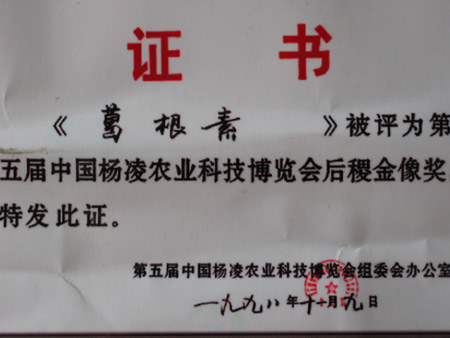 证书
《葛根素》被评为第
五届中国杨凌农业科技博览会后稷金像奖
特发此证。
第五届中国杨凌农业科技博览会组委会办公室
一九九八年十一月九日